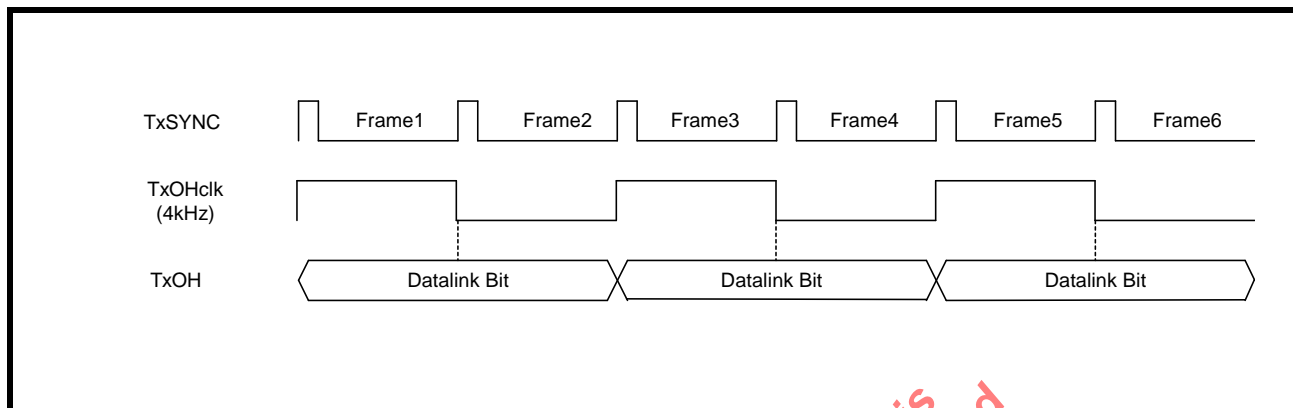 TxSYNC
Frame1 Frame2 Frame3 Frame4 Frame5 Frame6
TxOHclk
(4kHz)
TxOH
Datalink Bit Datalink Bit Datalink Bit